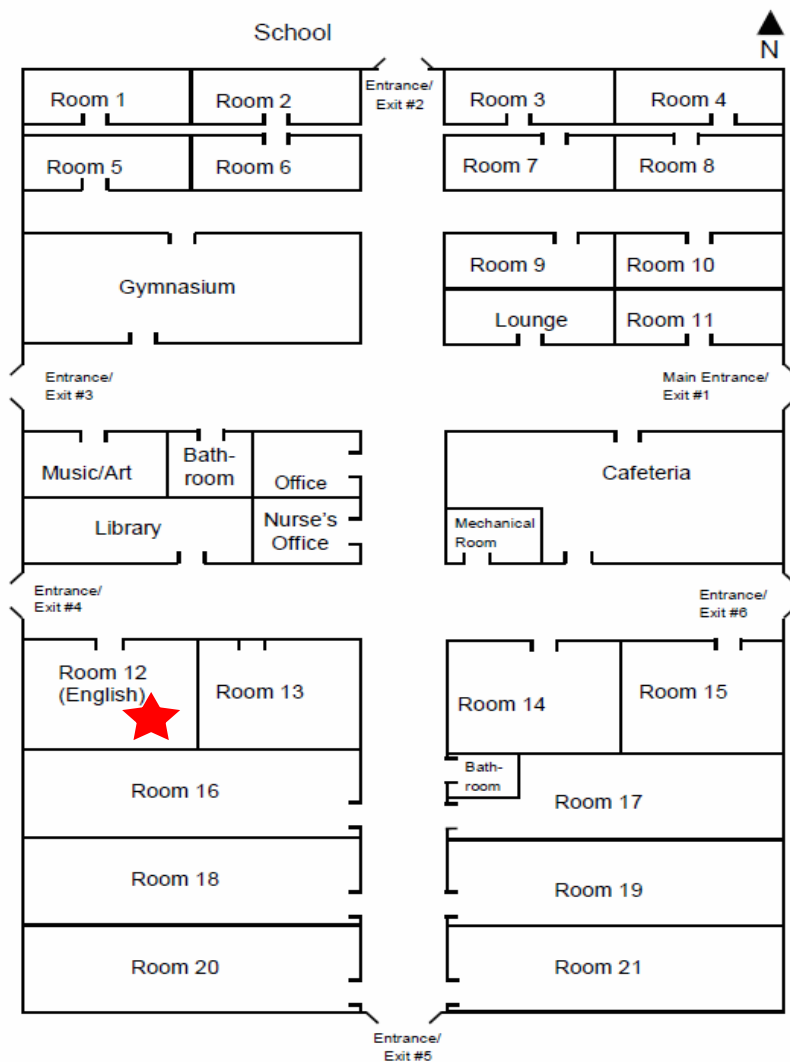 School
N
Entrance/
Exit #2
Room 1
Room 2
Room 3
Room 4
Room 5
Room 6
Room 7
Room 8
Gymnasium
Room 9
Room 10
Lounge
Room 11
Entrance/
Exit #3
Main Entrance/
Exit #1
Music/Art
Bath-
room
Office
Cafeteria
Library
Nurse's
Office
Mechanical
Room
Entrance/
Exit #4
Entrance/
Exit #6
Room 12
(English)
Room 13
Room 14
Room 15
Room 16
Bath-
room
Room 17
Room 18
Room 19
Room 20
Room 21
Entrance/
Exit #5